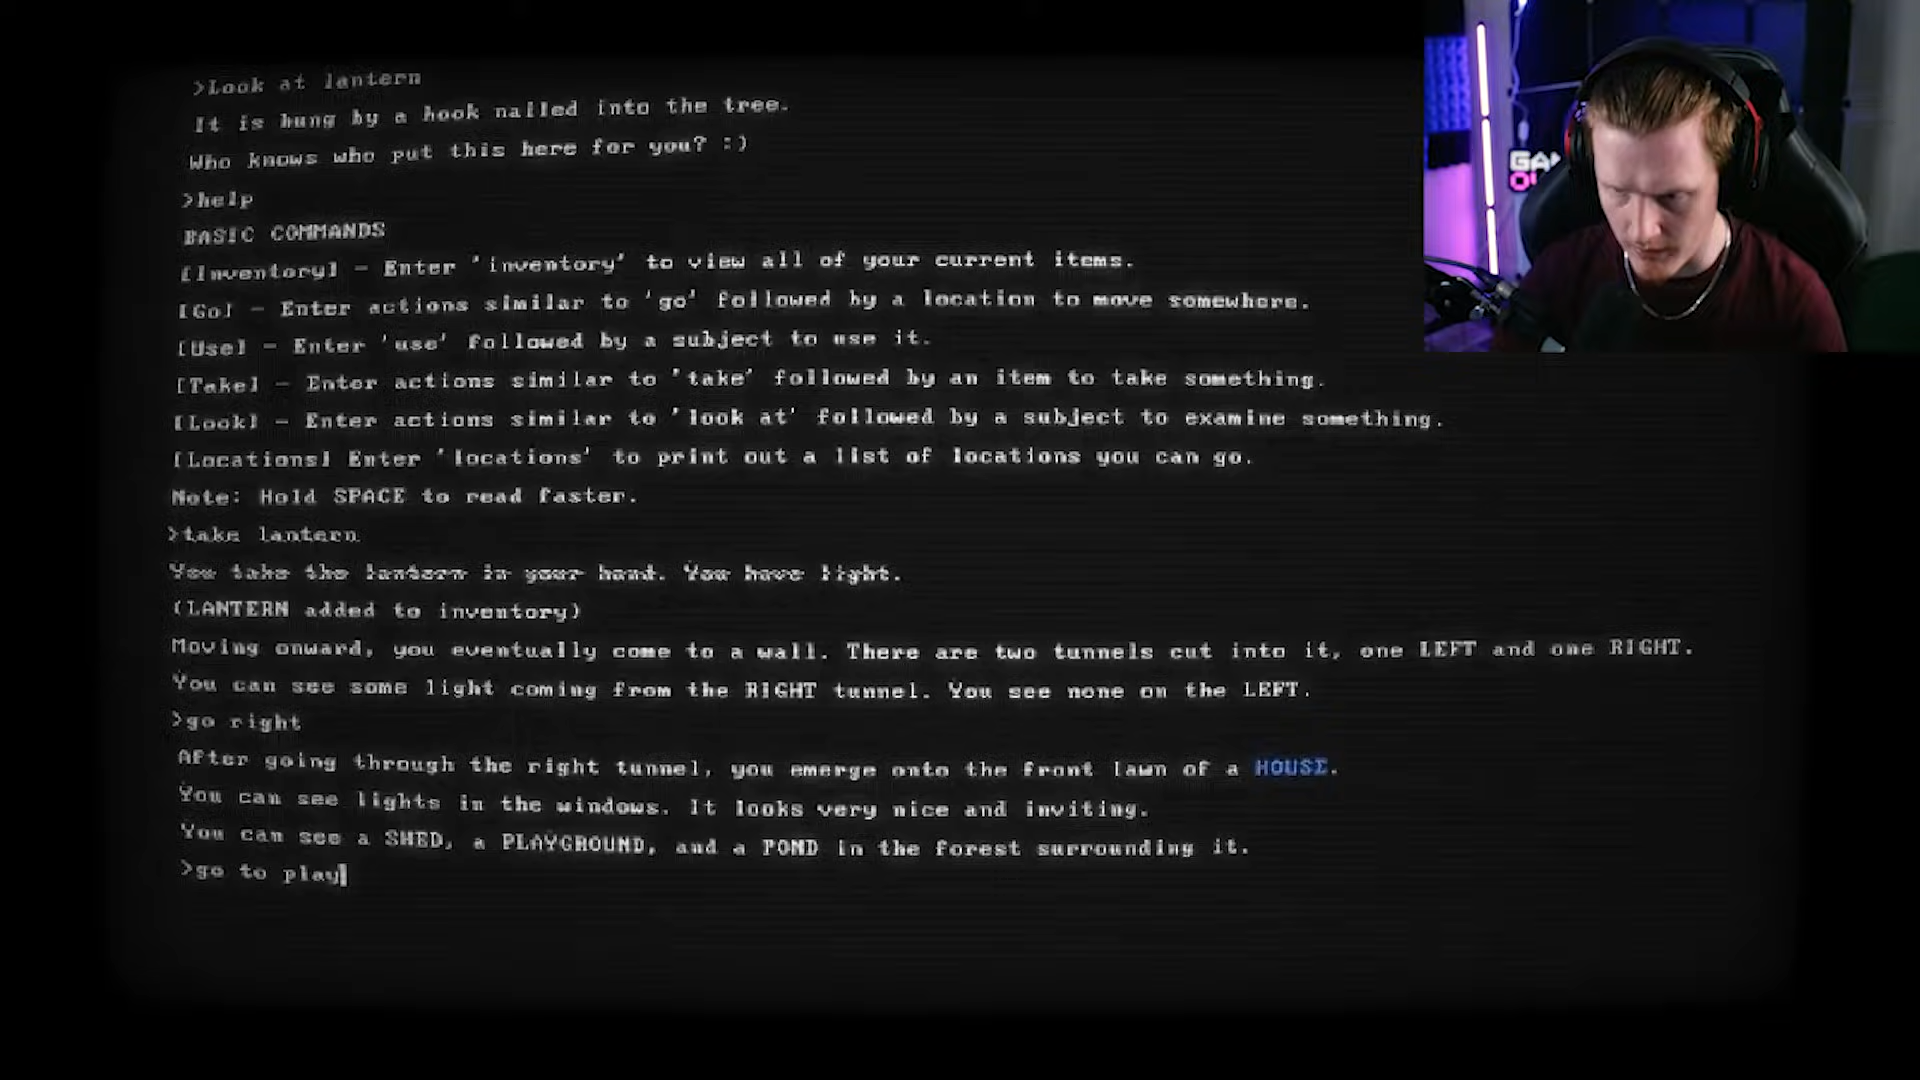 >Look at lantern
It is hung by a hook nailed into the tree.
Who knows who put this here for you? :)
>help
BASIC COMMANDS
[Inventory] - Enter 'inventory' to view all of your current items.
[Go] - Enter actions similar to 'go' followed by a location to move somewhere.
[Use] - Enter 'use' followed by a subject to use it.
[Take] - Enter actions similar to 'take' followed by an item to take something.
[Look] - Enter actions similar to 'look at' followed by a subject to examine something.
[Locations] Enter 'locations' to print out a list of locations you can go.
Note: Hold SPACE to read faster.
>take lantern
You take the lantern in your hand. You have light.
(LANTERN added to inventory)
Moving onward, you eventually come to a wall. There are two tunnels cut into it, one LEFT and one RIGHT.
You can see some light coming from the RIGHT tunnel. You see none on the LEFT.
>go right
After going through the right tunnel, you emerge onto the front lawn of a HOUSE.
You can see lights in the windows. It looks very nice and inviting.
You can see a SHED, a PLAYGROUND, and a POND in the forest surrounding it.
>go to play